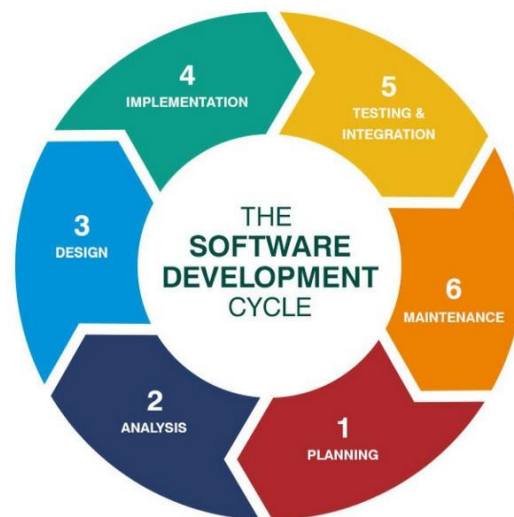 THE
SOFTWARE
DEVELOPMENT
CYCLE
1
PLANNING
2
ANALYSIS
3
DESIGN
4
IMPLEMENTATION
5
TESTING &
INTEGRATION
6
MAINTENANCE